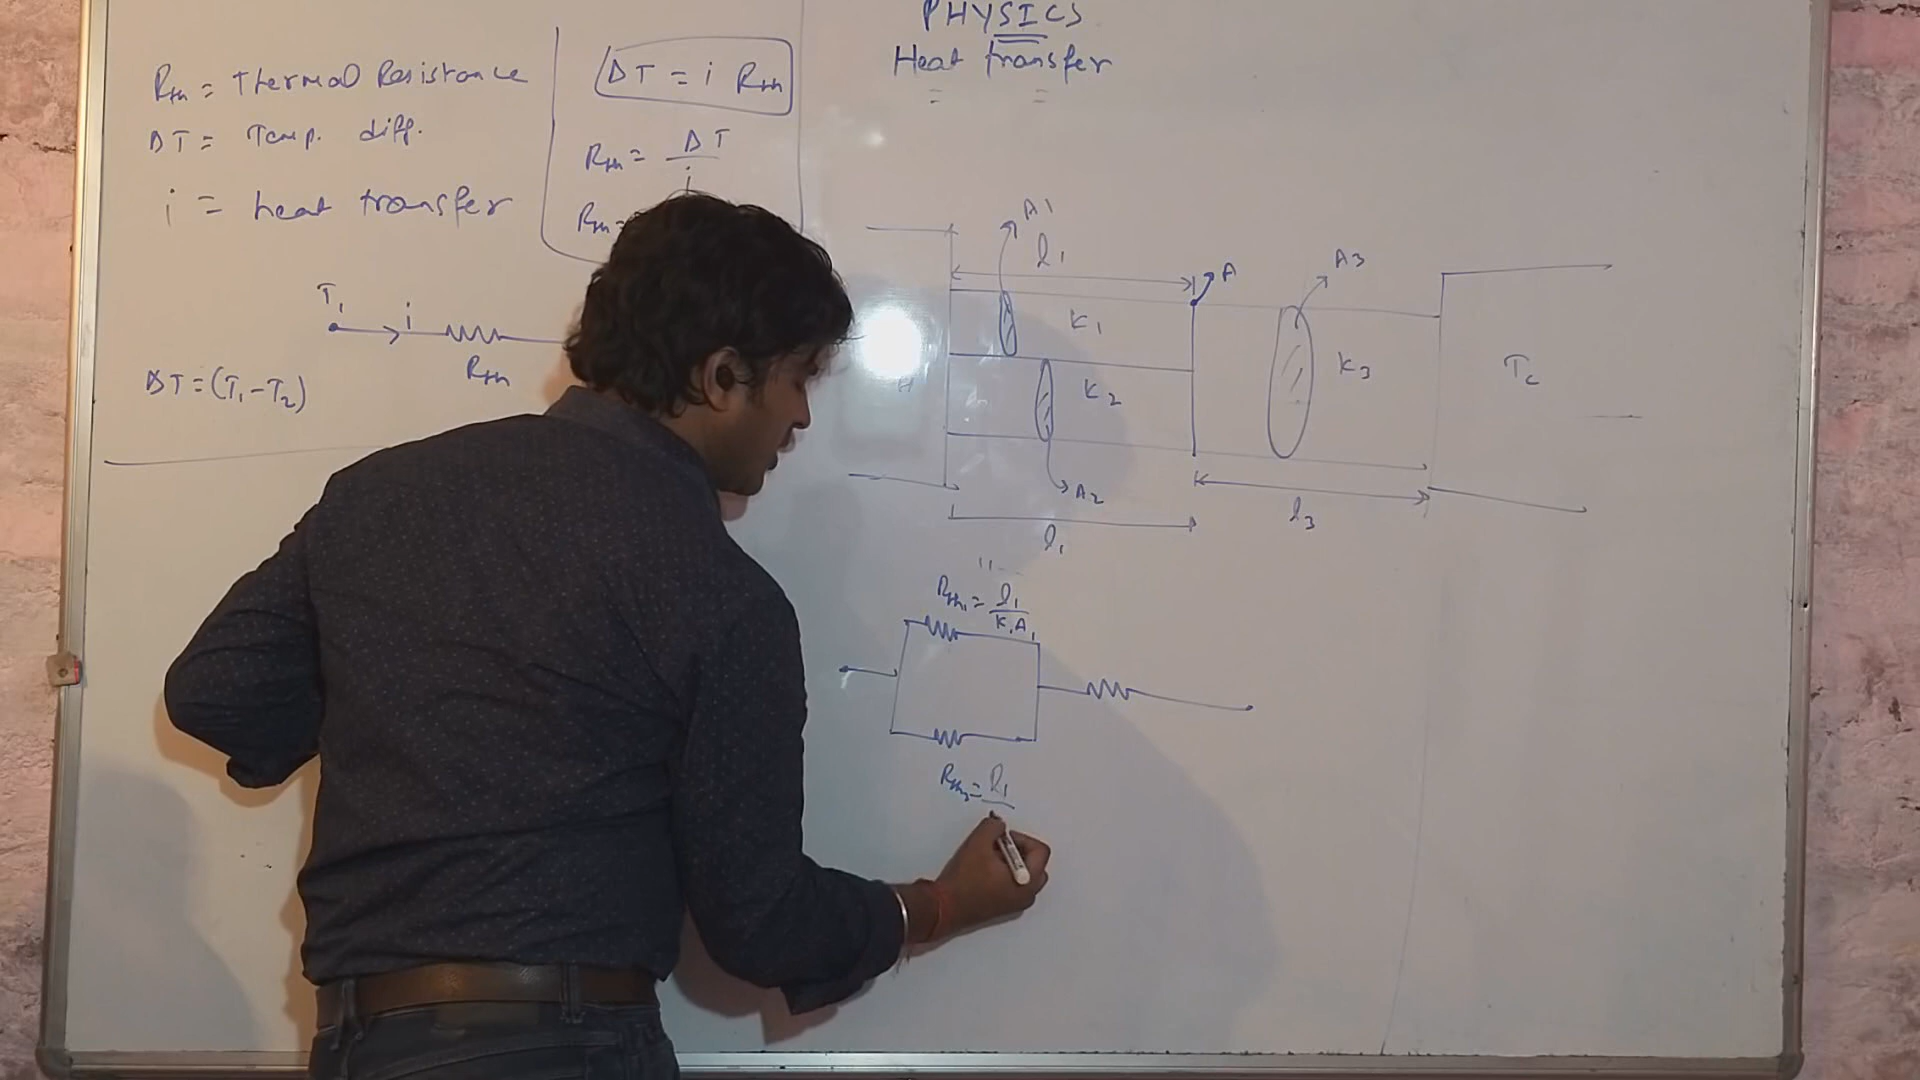 PHYSICS
Heat transfer
Rth = Thermal Resistance
ΔT = Temp. diff.
i = heat transfer
ΔT = i Rth
Rth = ΔT / i
Rth =
T1
i
Rth
ΔT = (T1 - T2)
A1
l1
A
A3
K1
K2
K3
H
Tc
A2
l1
l3
Rth1 = l1 / K1A1
Rth2 = l1